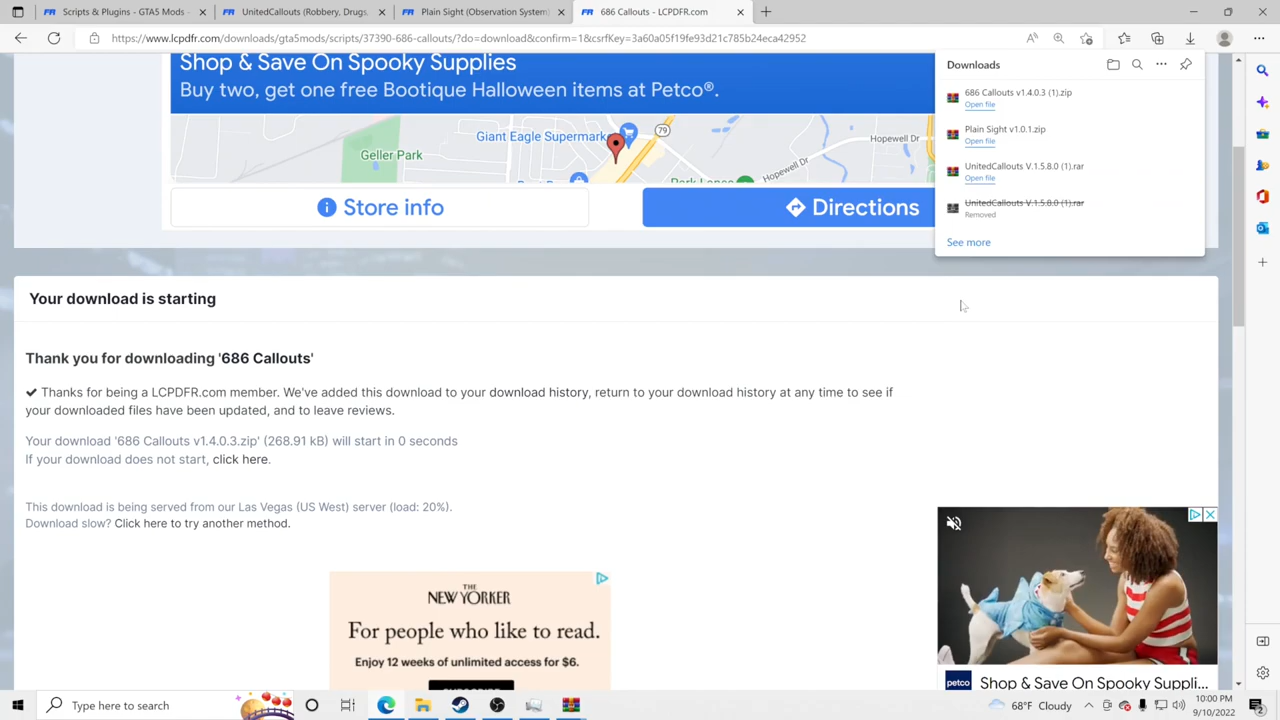 Scripts & Plugins - GTA5 Mods -
UnitedCallouts (Robbery, Drugs,
Plain Sight (Observation System)
686 Callouts - LCPDFR.com
https://www.lcpdfr.com/downloads/gta5mods/scripts/37390-686-callouts/?do=download&confirm=1&csrfKey=3a60a05f19fe93d21c785b24eca42952
Shop & Save On Spooky Supplies
Buy two, get one free Bootique Halloween items at Petco®.
Giant Eagle Supermarket
79
Geller Park
Hopewell Dr
Hopewell Dr
Store info
Directions
Downloads
686 Callouts v1.4.0.3 (1).zip
Open file
Plain Sight v1.0.1.zip
Open file
UnitedCallouts V.1.5.8.0 (1).rar
Open file
UnitedCallouts V.1.5.8.0 (1).rar
Removed
See more
Your download is starting
Thank you for downloading '686 Callouts'
✔ Thanks for being a LCPDFR.com member. We've added this download to your download history, return to your download history at any time to see if
your downloaded files have been updated, and to leave reviews.
Your download '686 Callouts v1.4.0.3.zip' (268.91 kB) will start in 0 seconds
If your download does not start, click here.
This download is being served from our Las Vegas (US West) server (load: 20%).
Download slow? Click here to try another method.
THE
NEW YORKER
For people who like to read.
Enjoy 12 weeks of unlimited access for $6.
petco
Shop & Save On Spooky Supplies...
Type here to search
68°F Cloudy
10:00 PM
9/10/2022
2